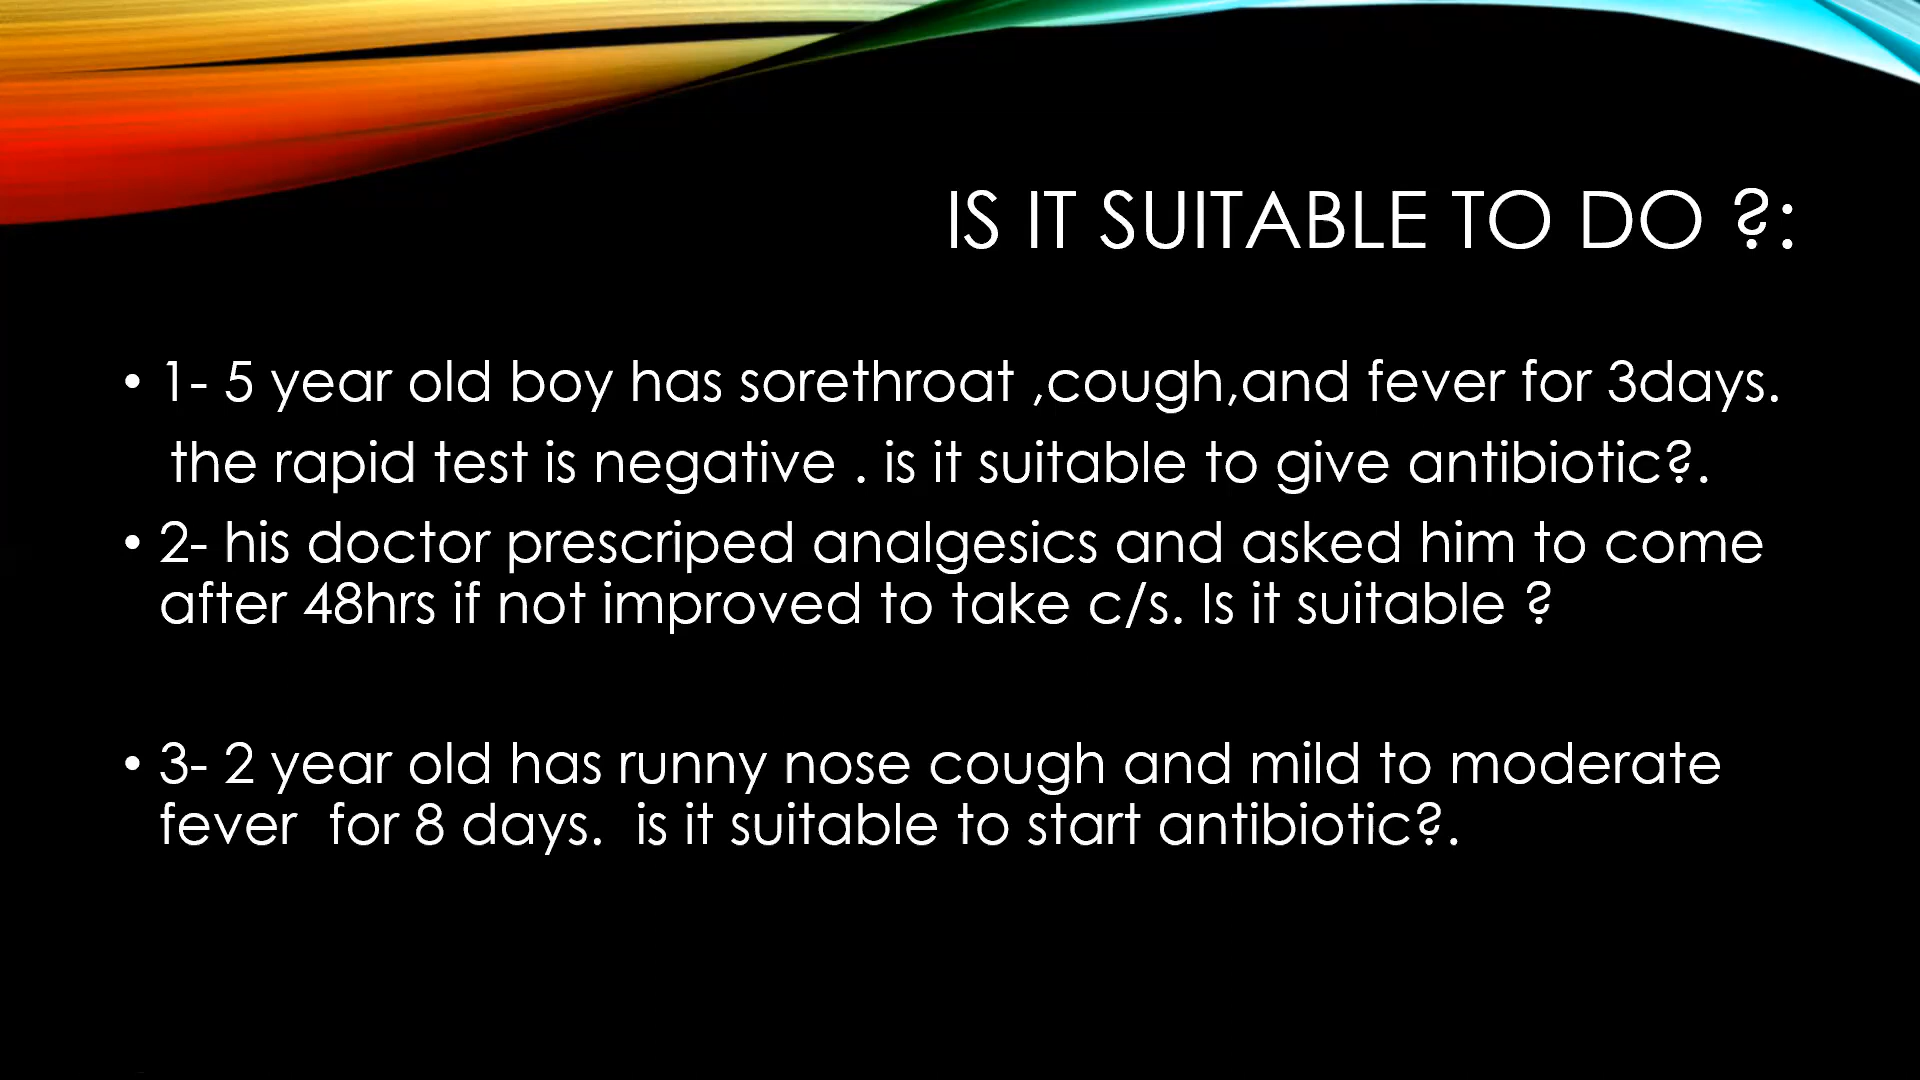 IS IT SUITABLE TO DO ?:
• 1- 5 year old boy has sorethroat ,cough,and fever for 3days.
the rapid test is negative . is it suitable to give antibiotic?.
• 2- his doctor prescriped analgesics and asked him to come
after 48hrs if not improved to take c/s. Is it suitable ?
• 3- 2 year old has runny nose cough and mild to moderate
fever  for 8 days.  is it suitable to start antibiotic?.